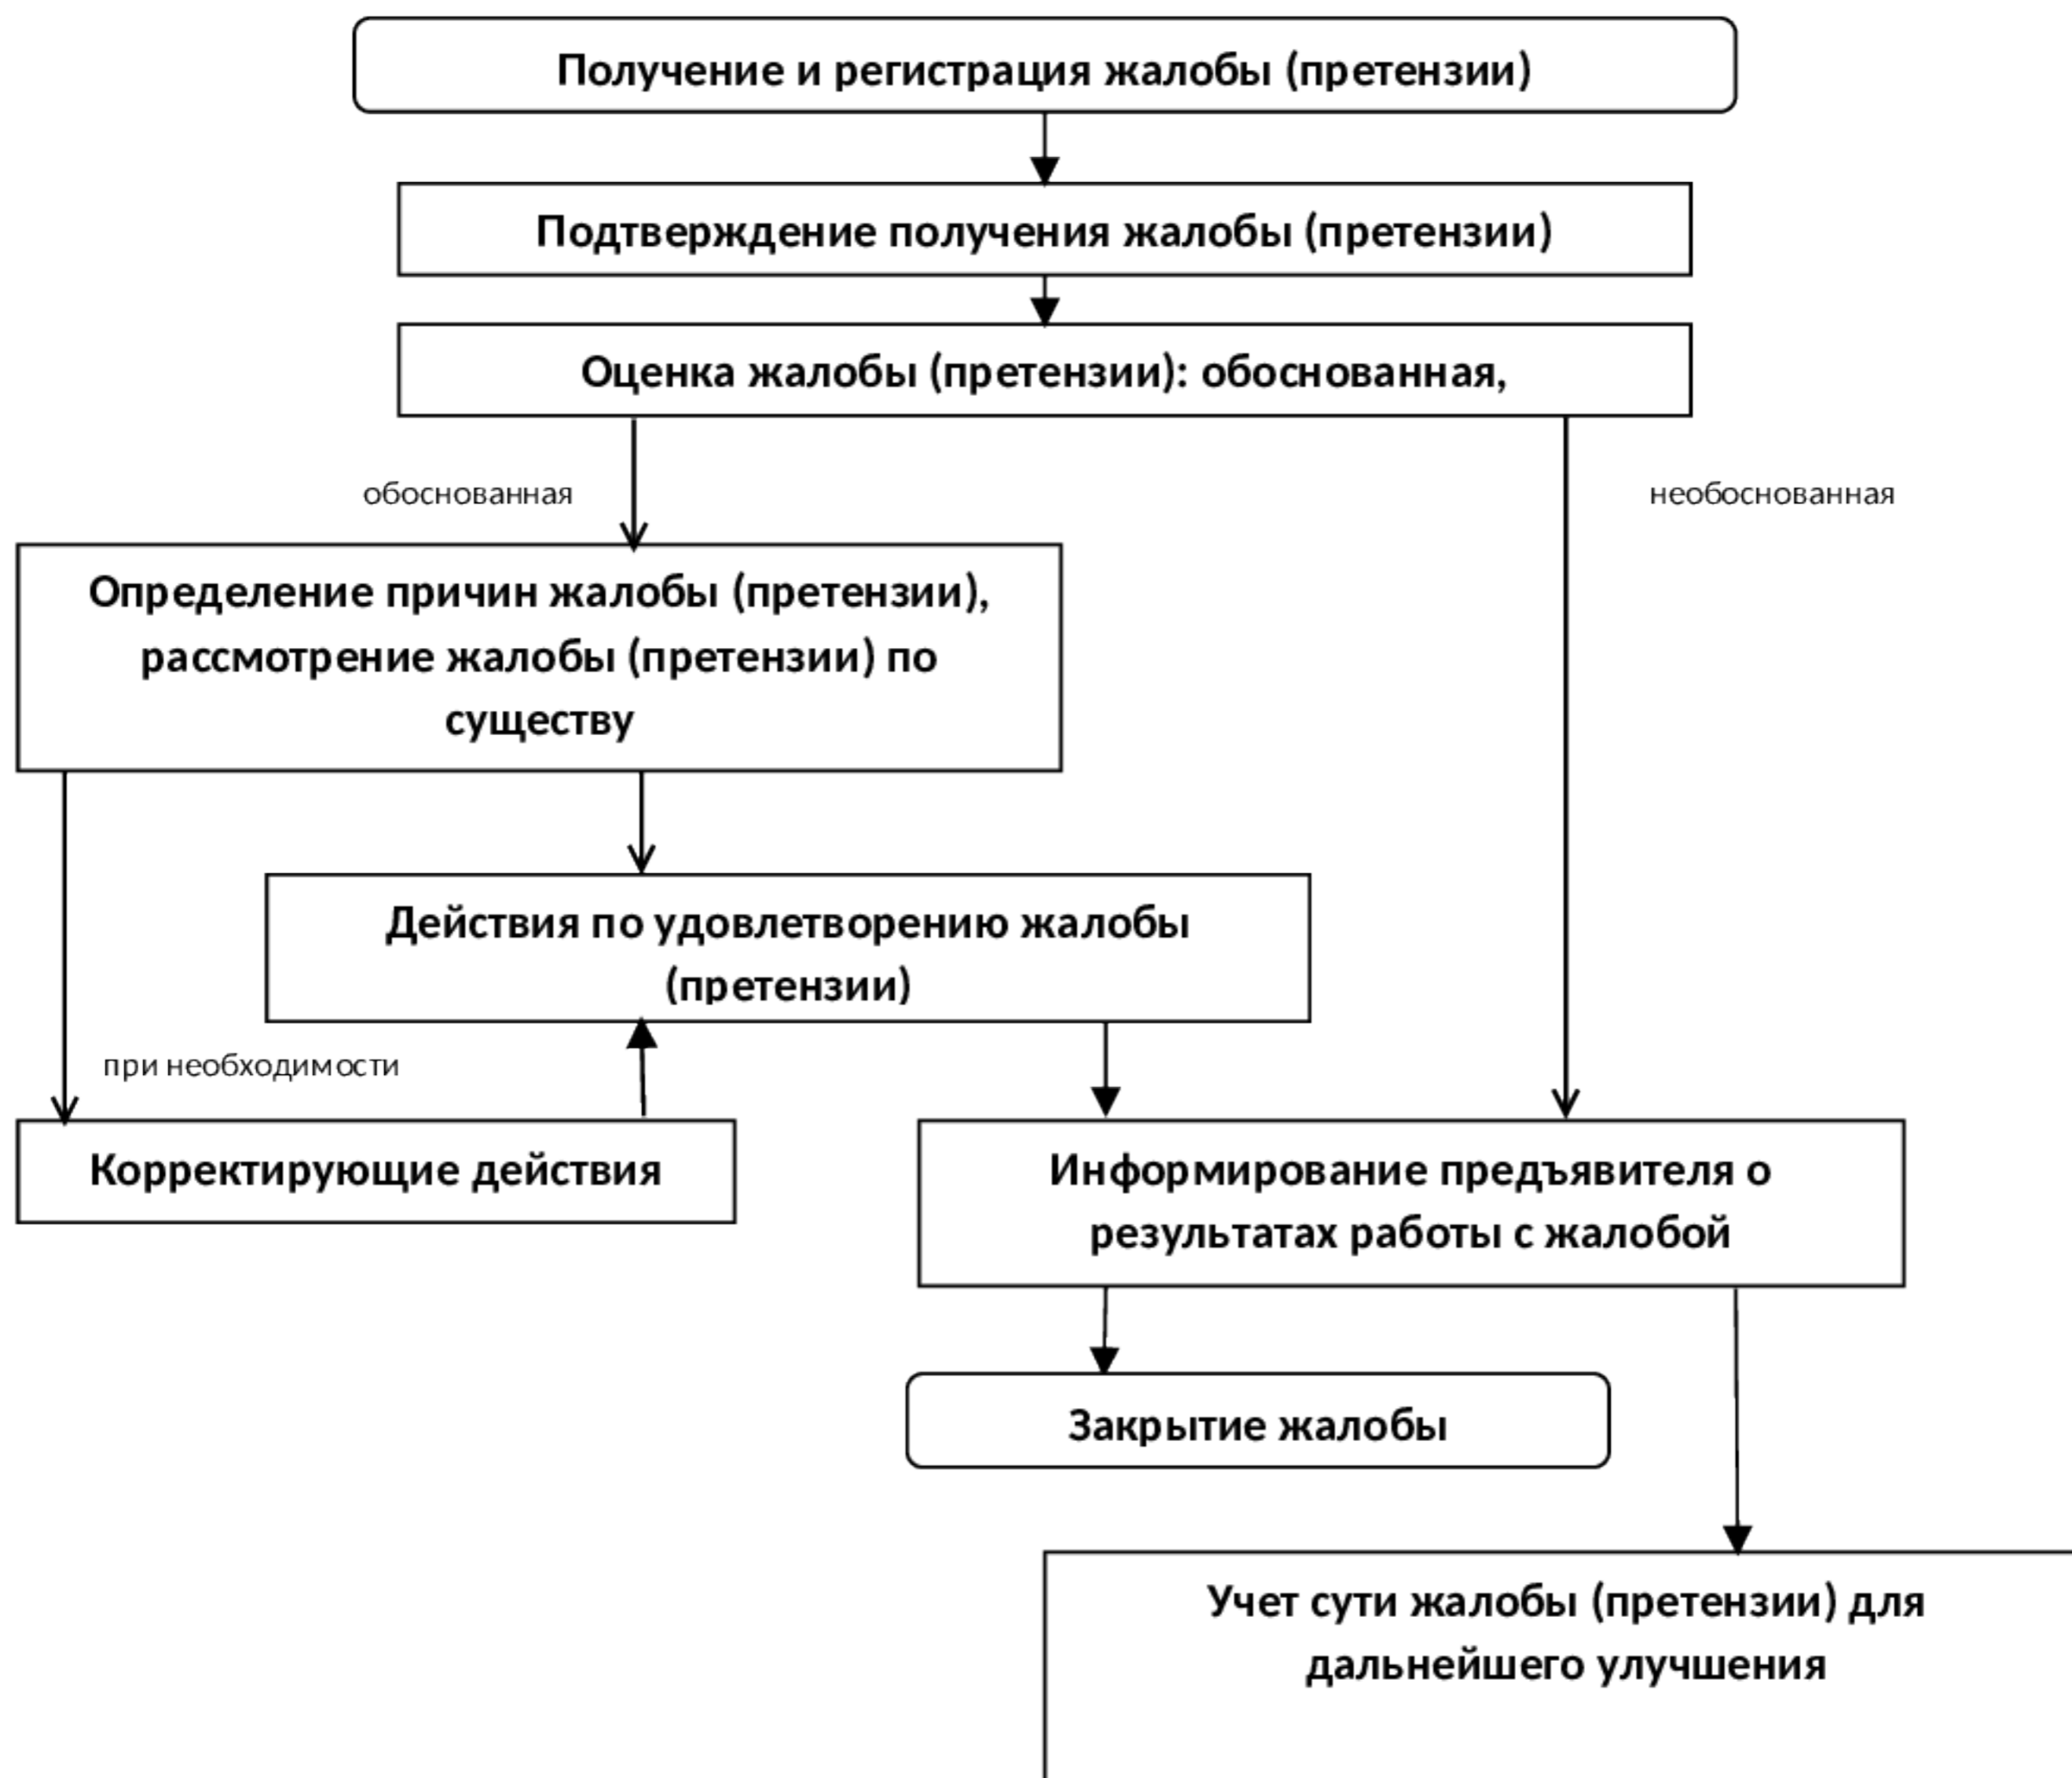 Получение и регистрация жалобы (претензии)
Подтверждение получения жалобы (претензии)
Оценка жалобы (претензии): обоснованная,
обоснованная
необоснованная
Определение причин жалобы (претензии),
рассмотрение жалобы (претензии) по
существу
Действия по удовлетворению жалобы
(претензии)
при необходимости
Корректирующие действия
Информирование предъявителя о
результатах работы с жалобой
Закрытие жалобы
Учет сути жалобы (претензии) для
дальнейшего улучшения